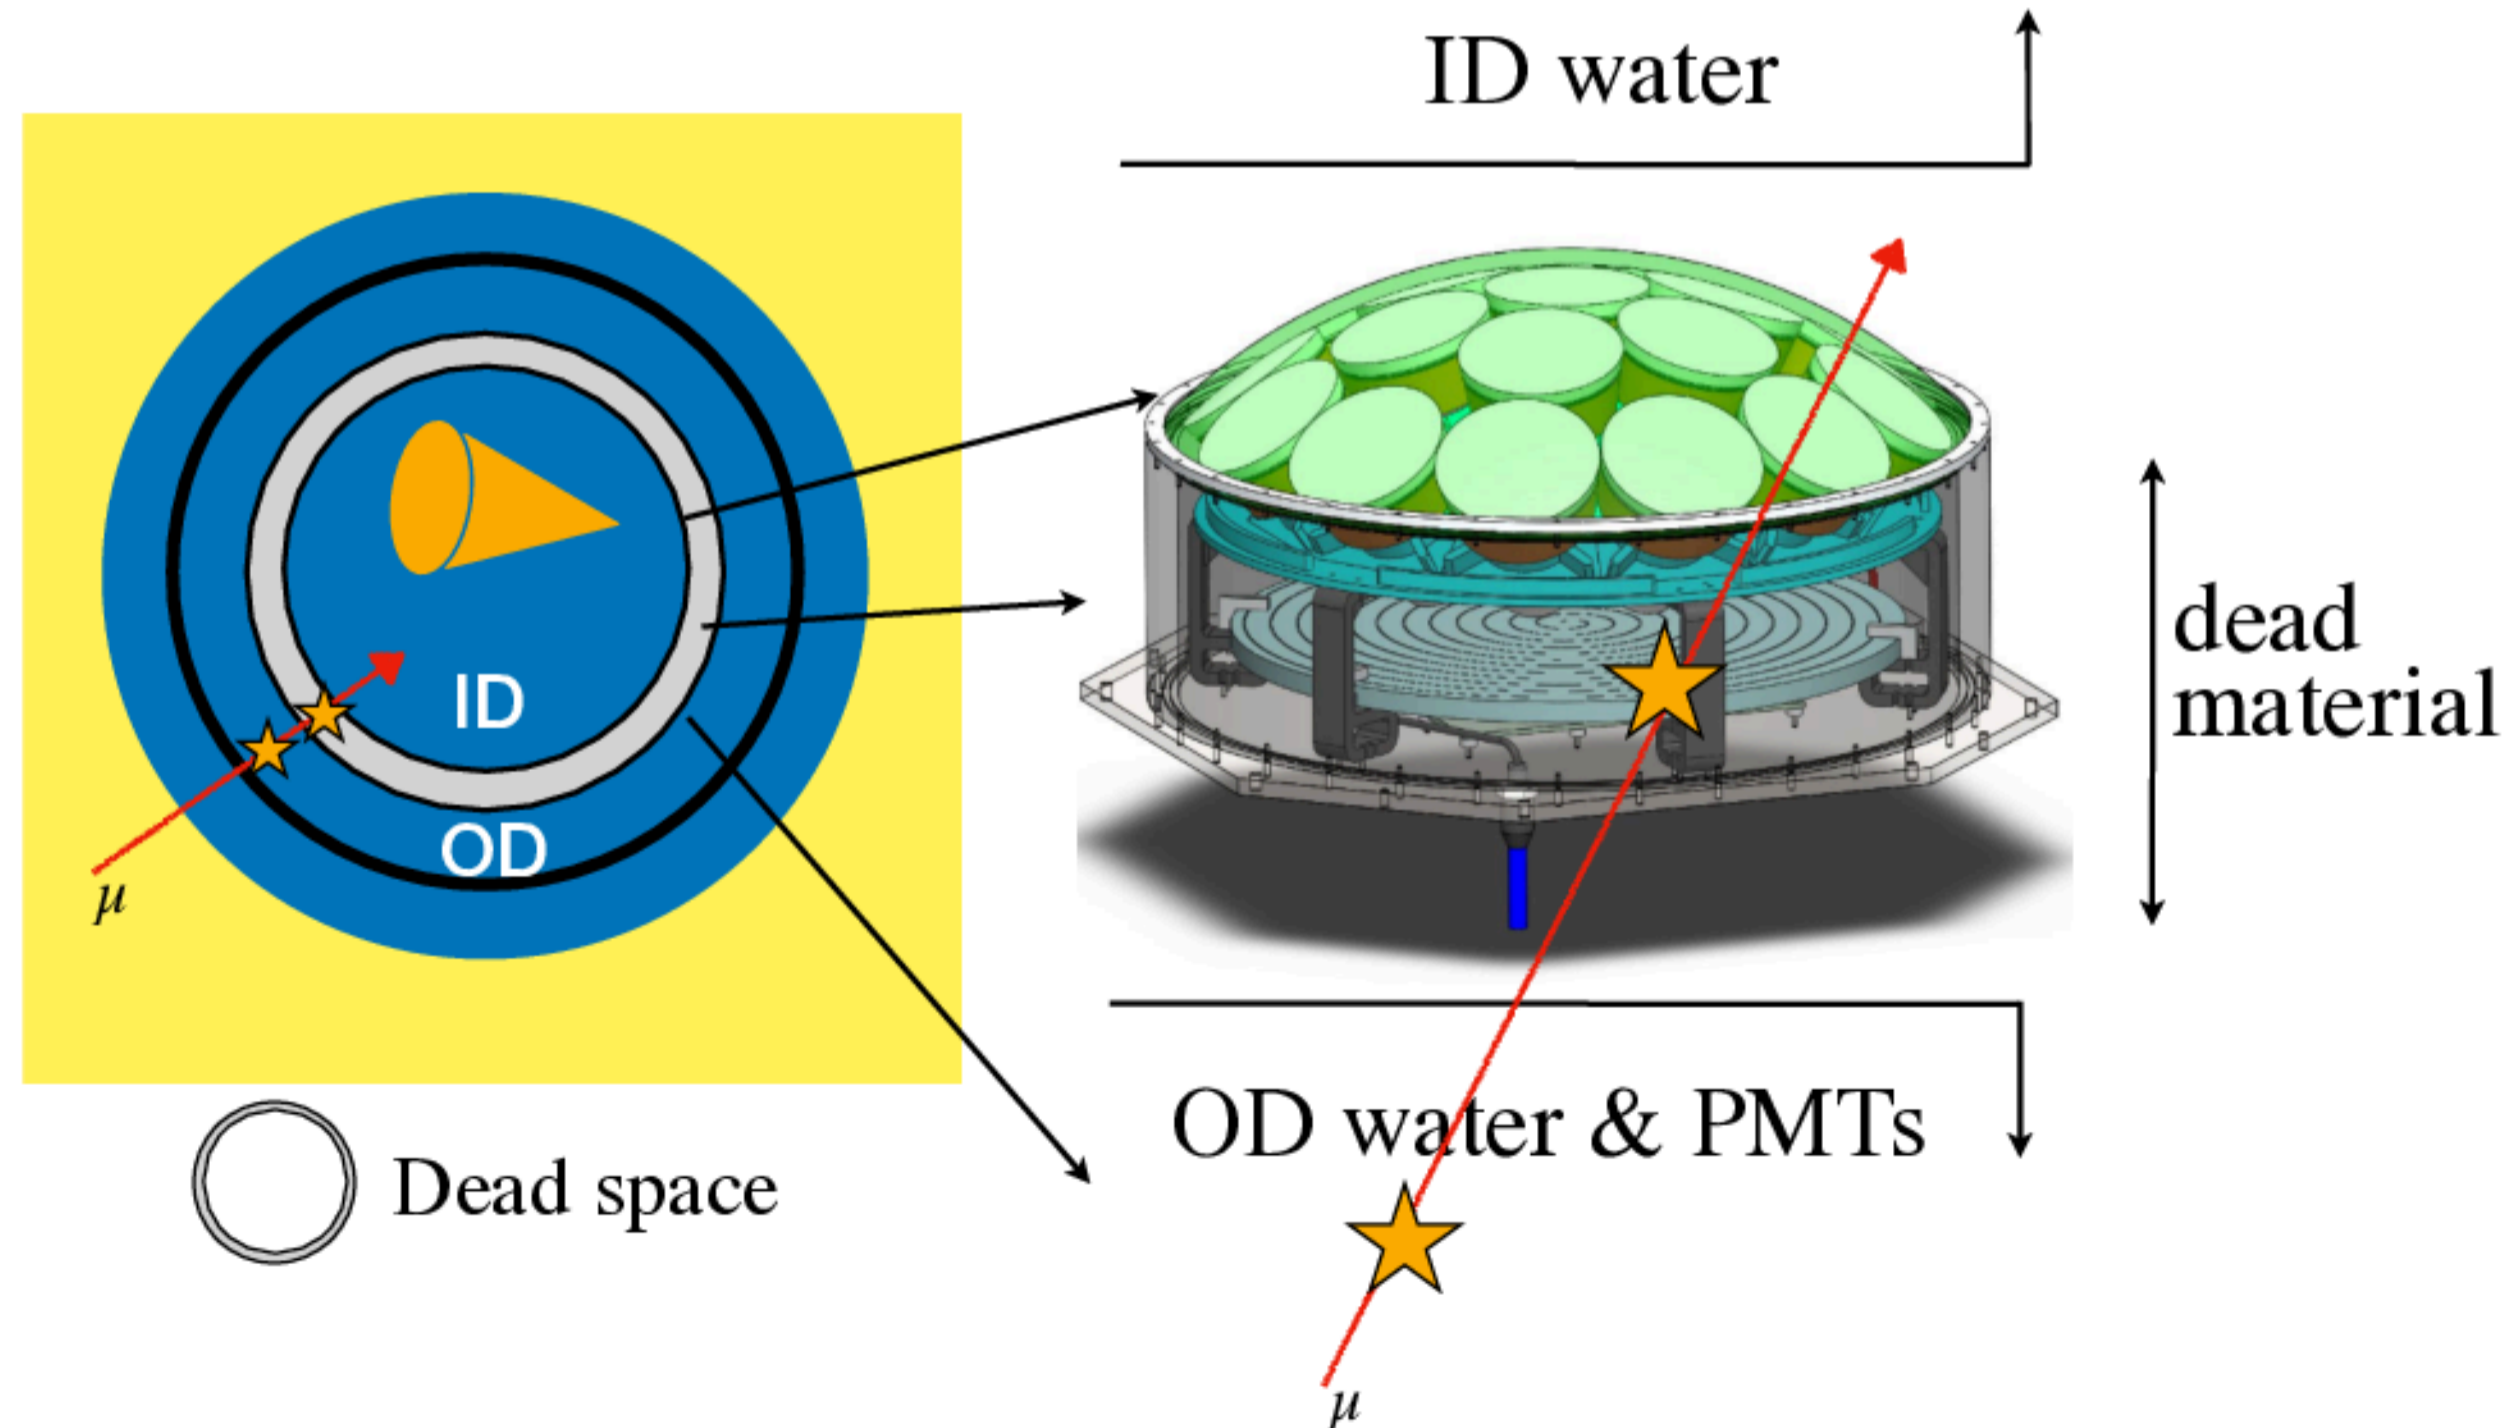 ID water
ID
OD
μ
Dead space
dead
material
OD water & PMTs
μ